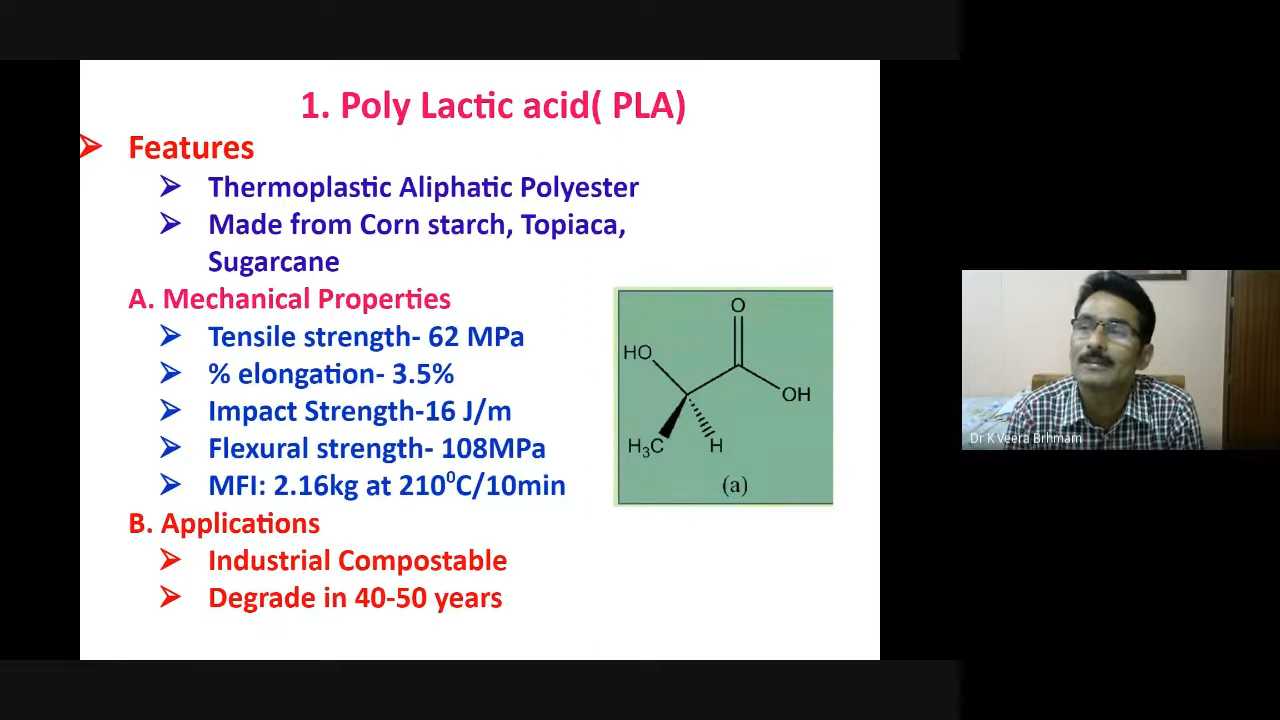 1. Poly Lactic acid( PLA)
Features
Thermoplastic Aliphatic Polyester
Made from Corn starch, Topiaca,
Sugarcane
A. Mechanical Properties
Tensile strength- 62 MPa
% elongation- 3.5%
Impact Strength-16 J/m
Flexural strength- 108MPa
MFI: 2.16kg at 210⁰C/10min
B. Applications
Industrial Compostable
Degrade in 40-50 years
O
HO
OH
H₃C
H
(a)
Dr K Veera Brhmam